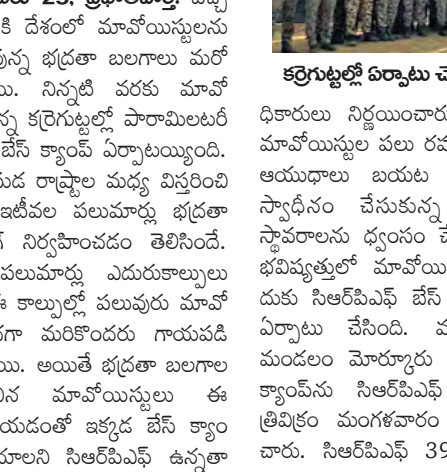 కి దేశంలో మావోయిస్టులను
న్న భద్రతా బలగాలు మరో
యి. నిన్నటి వరకు మావో
న్న కర్రెగుట్టల్లో పారామిలటరీ
బేస్ క్యాంప్ ఏర్పాటయ్యింది.
రాష్ట్రాల మధ్య విస్తరించి
ఇటీవల పలుమార్లు భద్రతా
నిర్వహించడం తెలిసిందే.
పలుమార్లు ఎదురుకాల్పులు
ఈ కాల్పుల్లో పలువురు మావో
గా మరికొందరు గాయపడి
యి. అయితే భద్రతా బలగాల
మావోయిస్టులు ఈ
యడంతో ఇక్కడ బేస్ క్యాం
సిఆర్‌పిఎఫ్ ఉన్నతా
కర్రెగుట్టల్లో ఏర్పాటు చే
ధికారులు నిర్ణయించారు
మావోయిస్టుల పలు రహ
ఆయుధాలు బయట
స్వాధీనం చేసుకున్న
స్థావరాలను ధ్వంసం చే
భవిష్యత్తులో మావోయి
దుకు సిఆర్‌పిఎఫ్ బేస్
ఏర్పాటు చేసింది.
మండలం మోర్కూరు
క్యాంప్‌ను సిఆర్‌పిఎఫ్
త్రివిక్రం మంగళవారం
చారు. సిఆర్‌పిఎఫ్ 39